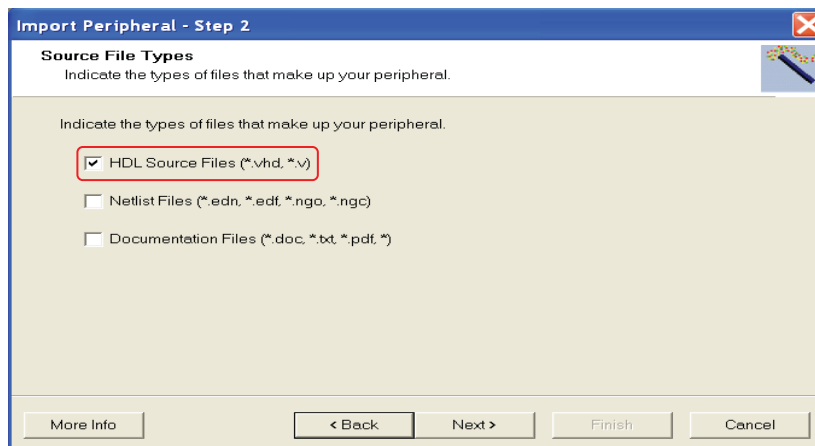 Import Peripheral - Step 2
Source File Types
Indicate the types of files that make up your peripheral.
Indicate the types of files that make up your peripheral.
HDL Source Files (*.vhd, *.v)
Netlist Files (*.edn, *.edf, *.ngo, *.ngc)
Documentation Files (*.doc, *.txt, *.pdf, *)
More Info < Back Next > Finish Cancel